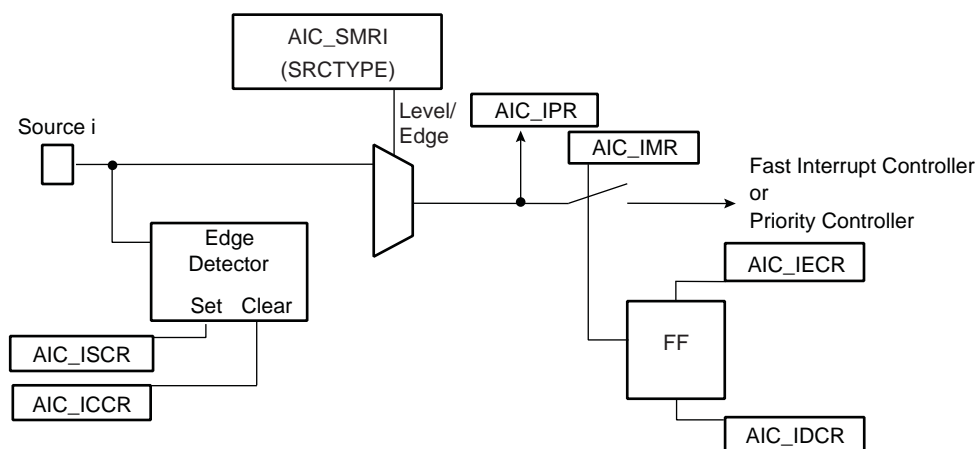 AIC_SMRI
(SRCTYPE)
Level/
Edge
Source i
AIC_IPR
AIC_IMR
Fast Interrupt Controller
or
Priority Controller
Edge
Detector
Set Clear
AIC_IECR
FF
AIC_ISCR
AIC_ICCR
AIC_IDCR